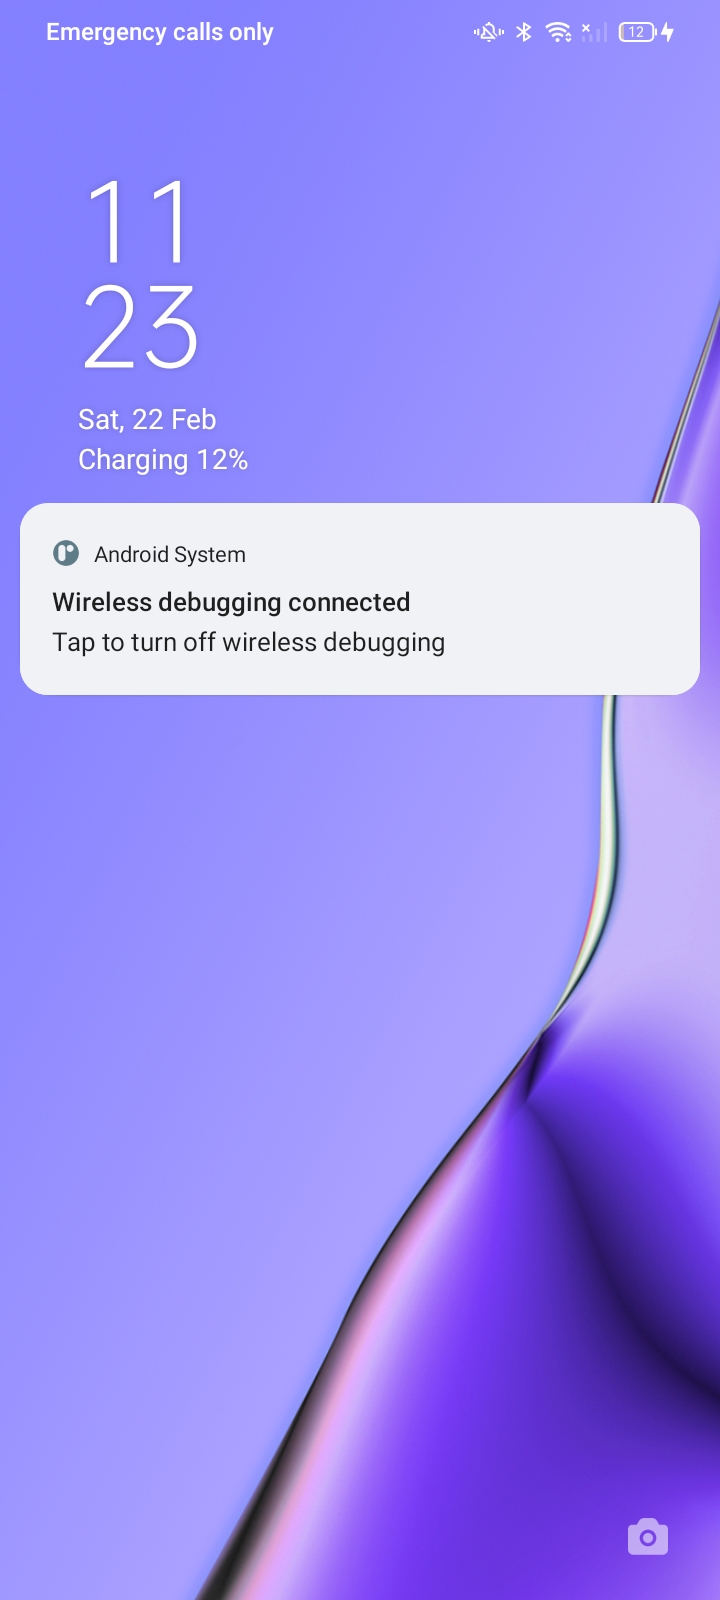 Emergency calls only
12
11
23
Sat, 22 Feb
Charging 12%
Android System
Wireless debugging connected
Tap to turn off wireless debugging